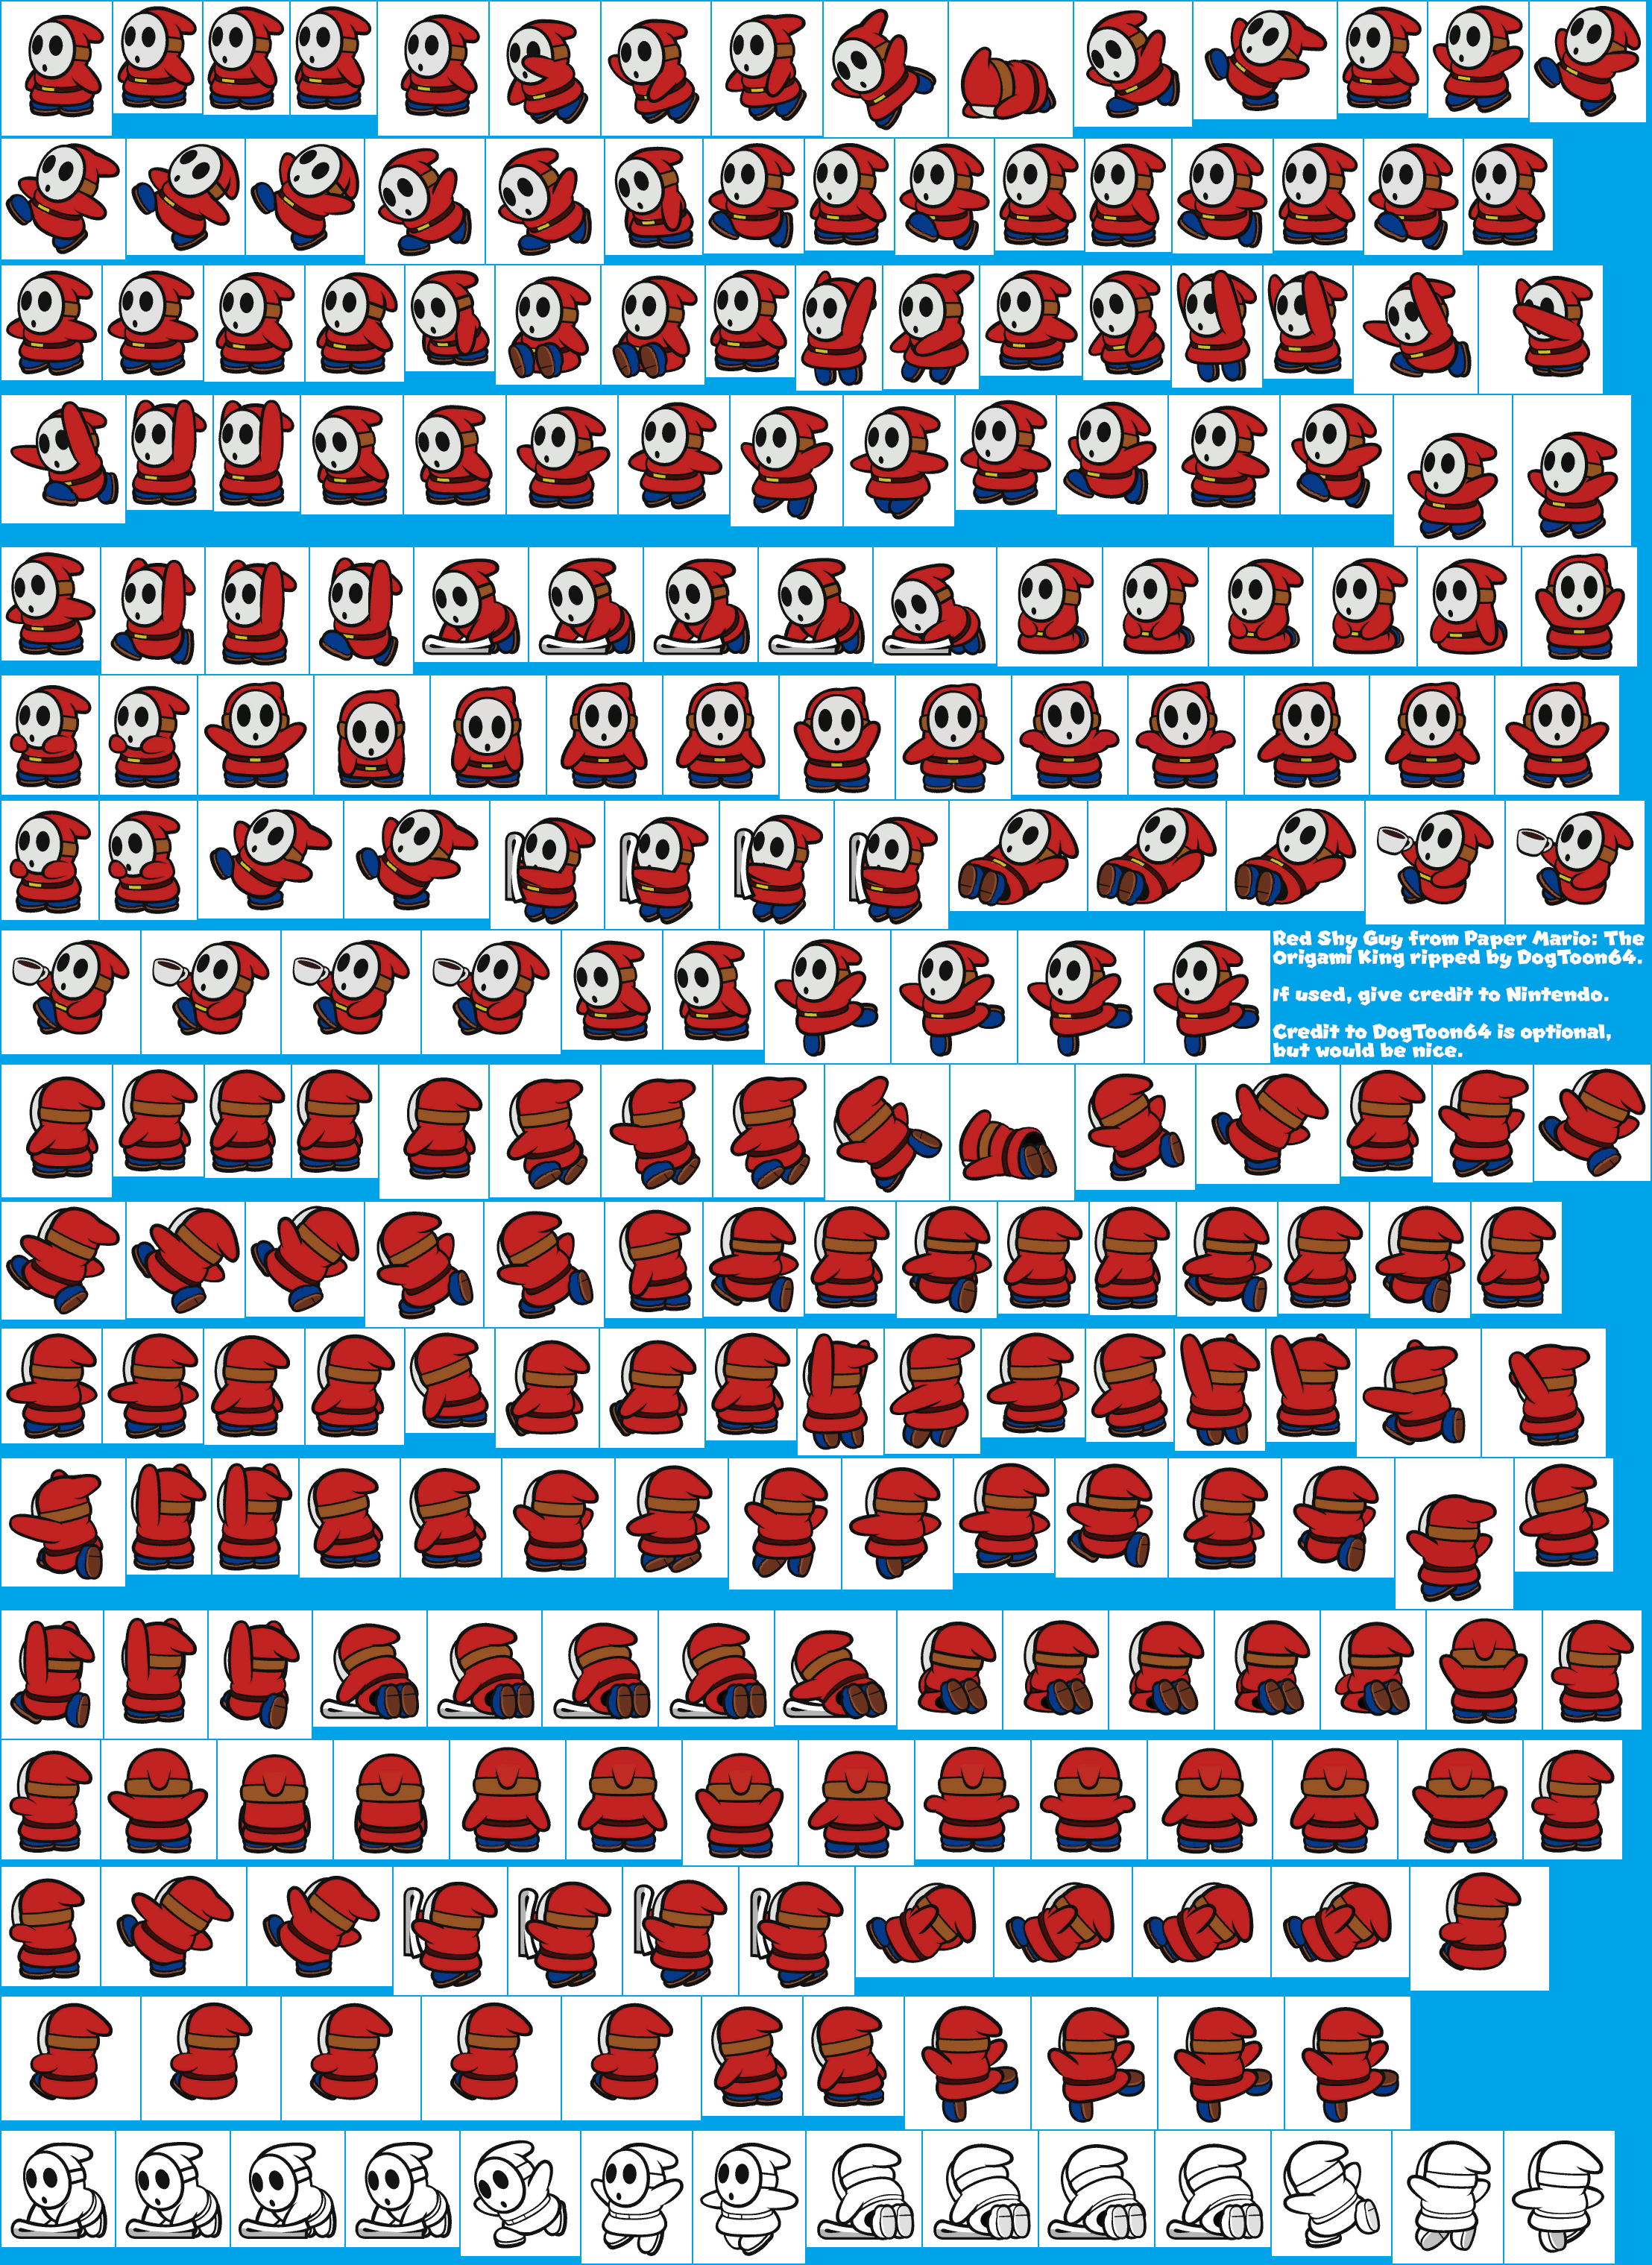 Red Shy Guy from Paper Mario: The
Origami King ripped by DogToon64.
If used, give credit to Nintendo.
Credit to DogToon64 is optional,
but would be nice.